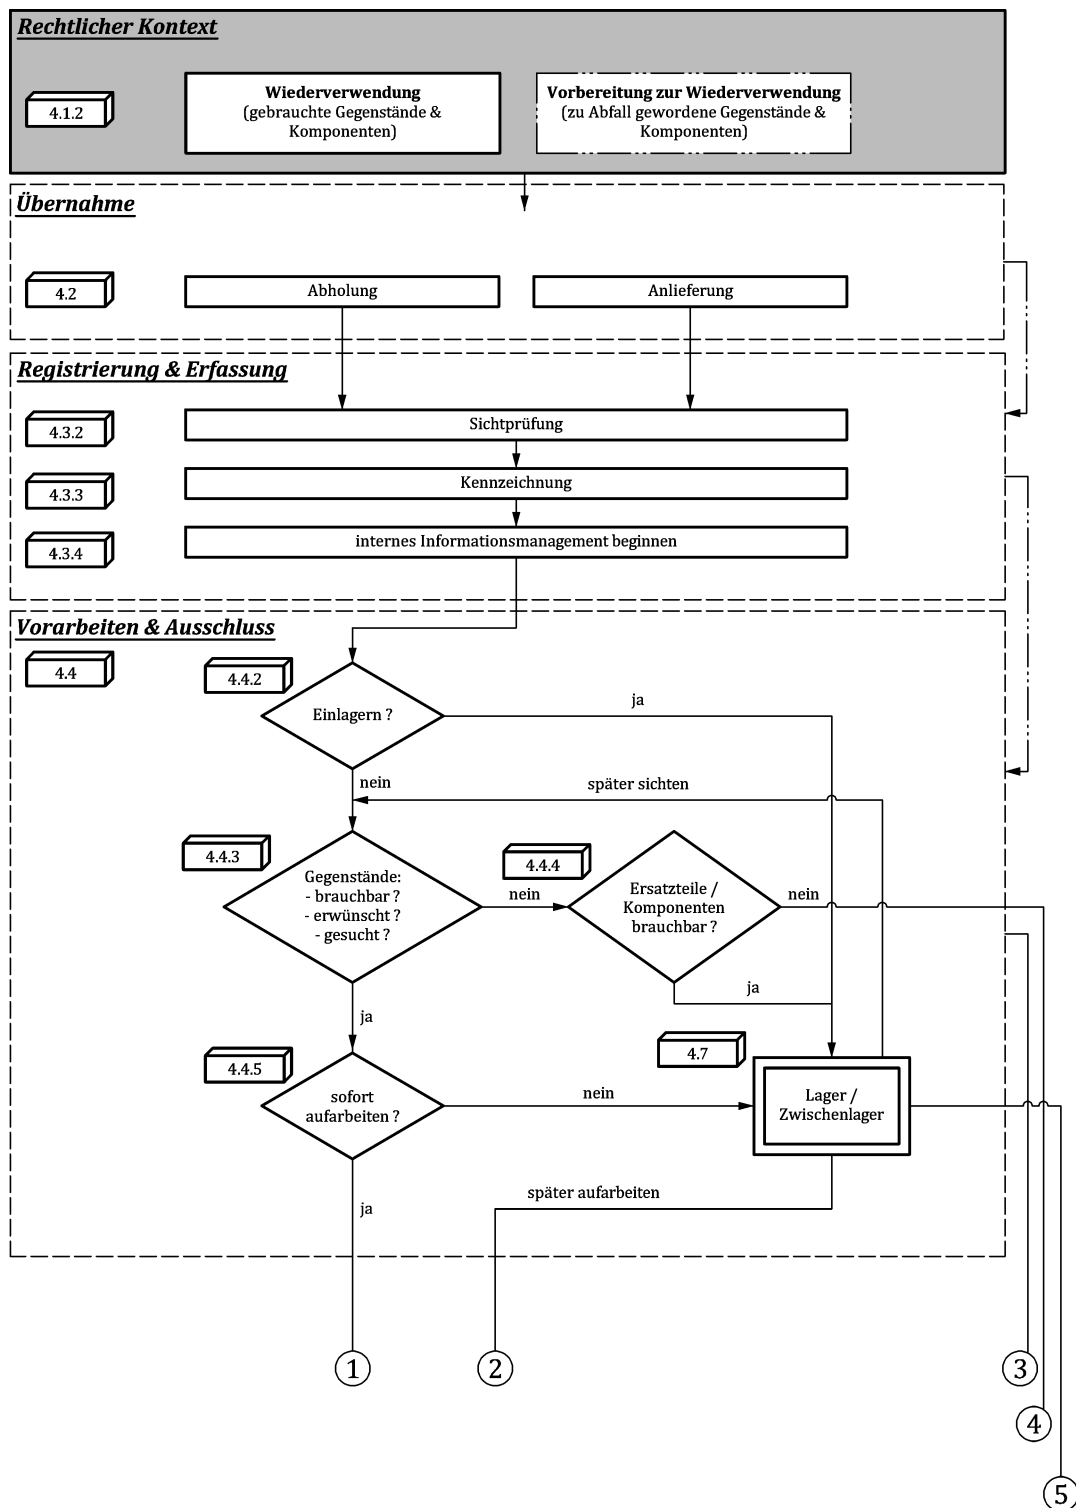 Rechtlicher Kontext
4.1.2
Wiederverwendung
(gebrauchte Gegenstände &
Komponenten)
Vorbereitung zur Wiederverwendung
(zu Abfall gewordene Gegenstände &
Komponenten)
Übernahme
4.2
Abholung
Anlieferung
Registrierung & Erfassung
4.3.2
Sichtprüfung
4.3.3
Kennzeichnung
4.3.4
internes Informationsmanagement beginnen
Vorarbeiten & Ausschluss
4.4
4.4.2
Einlagern ?
ja
nein
später sichten
4.4.3
Gegenstände:
- brauchbar ?
- erwünscht ?
- gesucht ?
nein
4.4.4
Ersatzteile /
Komponenten
brauchbar ?
nein
ja
ja
4.4.5
sofort
aufarbeiten ?
nein
4.7
Lager /
Zwischenlager
später aufarbeiten
ja
1
2
3
4
5